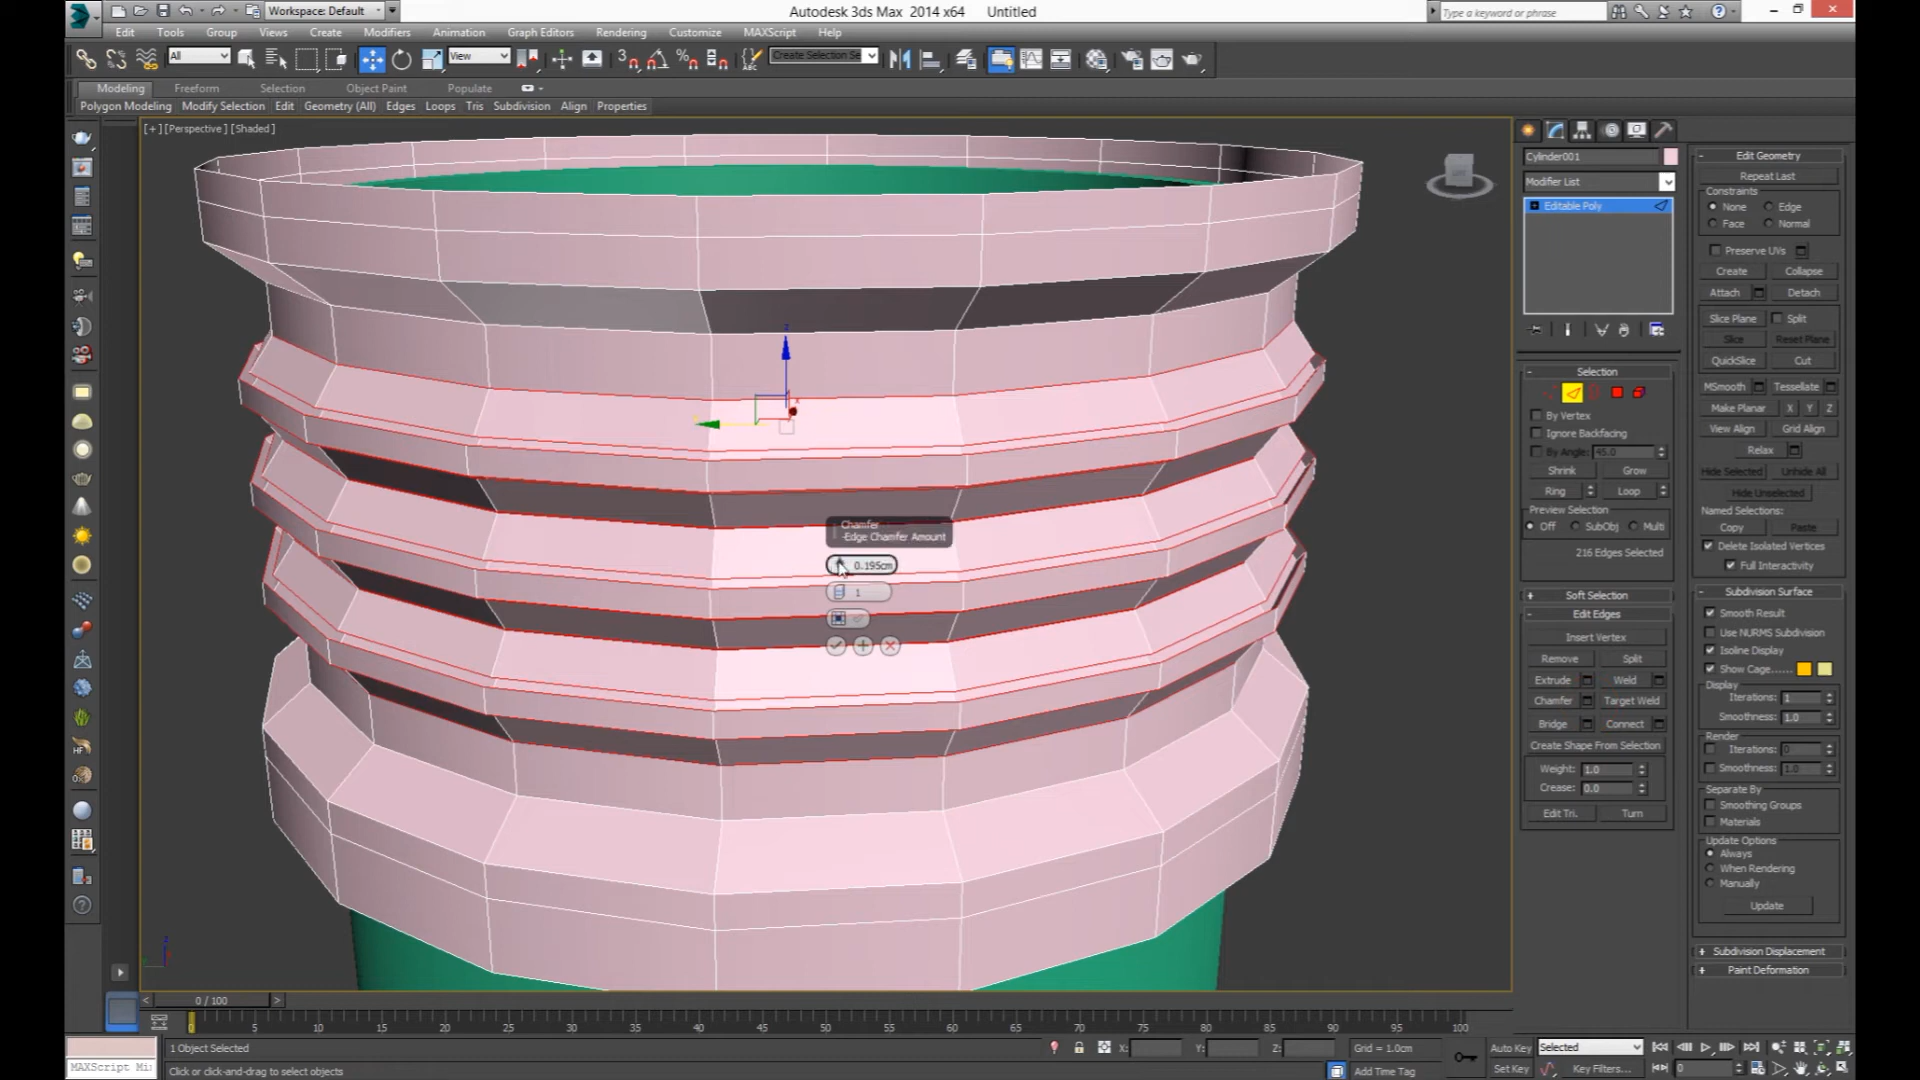 Workspace: Default
Autodesk 3ds Max 2014 x64 Untitled
Type a keyword or phrase
Edit Tools Group Views Create Modifiers Animation Graph Editors Rendering Customize MAXScript Help
All
View
Create Selection Se
Modeling Freeform Selection Object Paint Populate
Polygon Modeling Modify Selection Edit Geometry (All) Edges Loops Tris Subdivision Align Properties
[+] [Perspective] [Shaded]
Chamfer
-Edge Chamfer Amount
0.195cm
1
Cylinder001
Modifier List
Editable Poly
Selection
By Vertex
Ignore Backfacing
By Angle: 45.0
Shrink Grow
Ring Loop
Preview Selection
Off SubObj Multi
216 Edges Selected
Soft Selection
Edit Edges
Insert Vertex
Remove Split
Extrude Weld
Chamfer Target Weld
Bridge Connect
Create Shape From Selection
Weight: 1.0
Crease: 0.0
Edit Tri. Turn
Edit Geometry
Repeat Last
Constraints
None Edge
Face Normal
Preserve UVs
Create Collapse
Attach Detach
Slice Plane Split
Slice Reset Plane
QuickSlice Cut
MSmooth Tessellate
Make Planar X Y Z
View Align Grid Align
Relax
Hide Selected Unhide All
Hide Unselected
Named Selections:
Copy Paste
Delete Isolated Vertices
Full Interactivity
Subdivision Surface
Smooth Result
Use NURMS Subdivision
Isoline Display
Show Cage......
Display
Iterations: 1
Smoothness: 1.0
Render
Iterations: 0
Smoothness: 1.0
Separate By
Smoothing Groups
Materials
Update Options
Always
When Rendering
Manually
Update
Subdivision Displacement
Paint Deformation
0 / 100
0 5 10 15 20 25 30 35 40 45 50 55 60 65 70 75 80 85 90 95 100
1 Object Selected
X: Y: Z: Grid = 1.0cm
Auto Key Selected
MAXScript Mi
Click or click-and-drag to select objects
Add Time Tag
Set Key Key Filters... 0